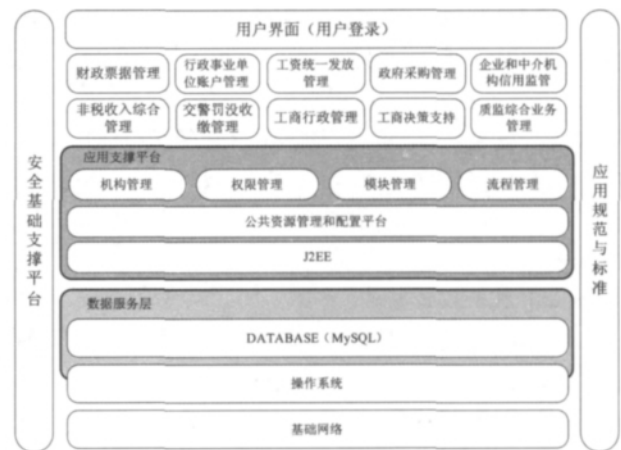 用户界面（用户登录）
财政票据管理
行政事业单
位账户管理
工资统一发放
管理
政府采购管理
企业和中介机
构信用监管
非税收入综合
管理
交警罚没收
缴管理
工商行政管理
工商决策支持
质监综合业务
管理
安全基础支撑平台
应用支撑平台
机构管理
权限管理
模块管理
流程管理
公共资源管理和配置平台
J2EE
数据服务层
DATABASE（MySQL）
操作系统
基础网络
应用规范与标准